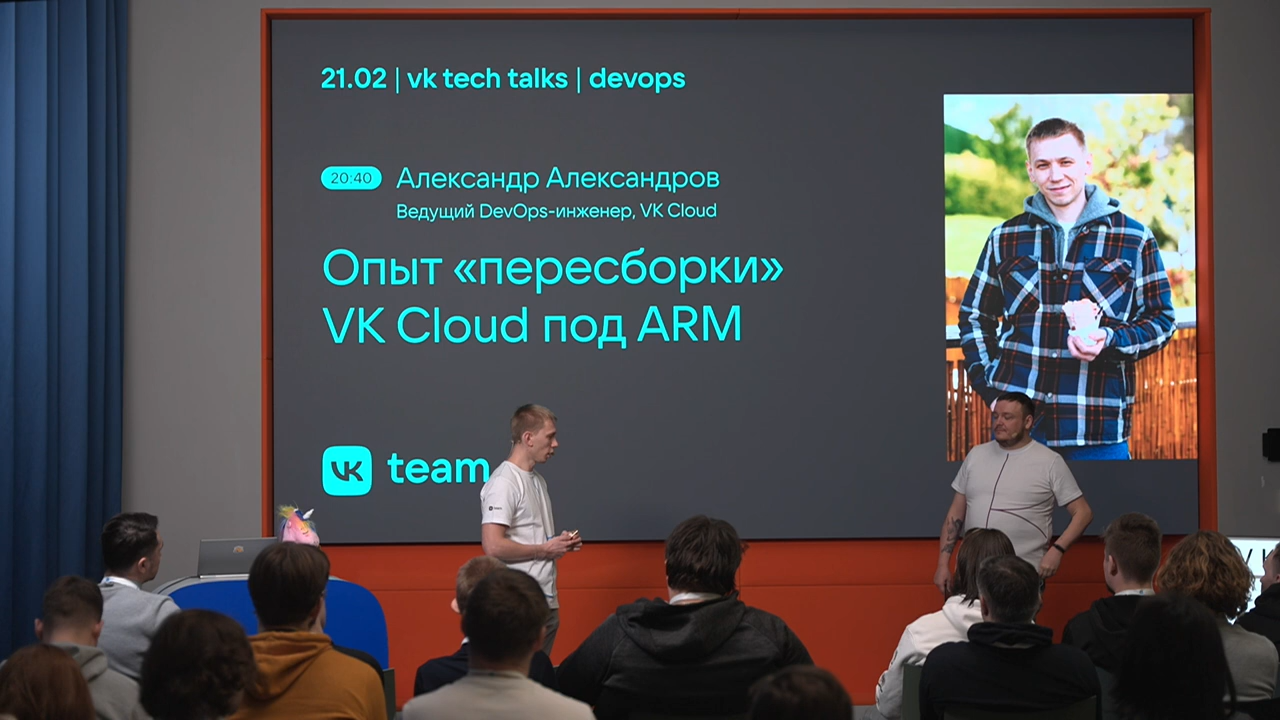 21.02 | vk tech talks | devops
20:40 Александр Александров
Ведущий DevOps-инженер, VK Cloud
Опыт «пересборки»
VK Cloud под ARM
VK team